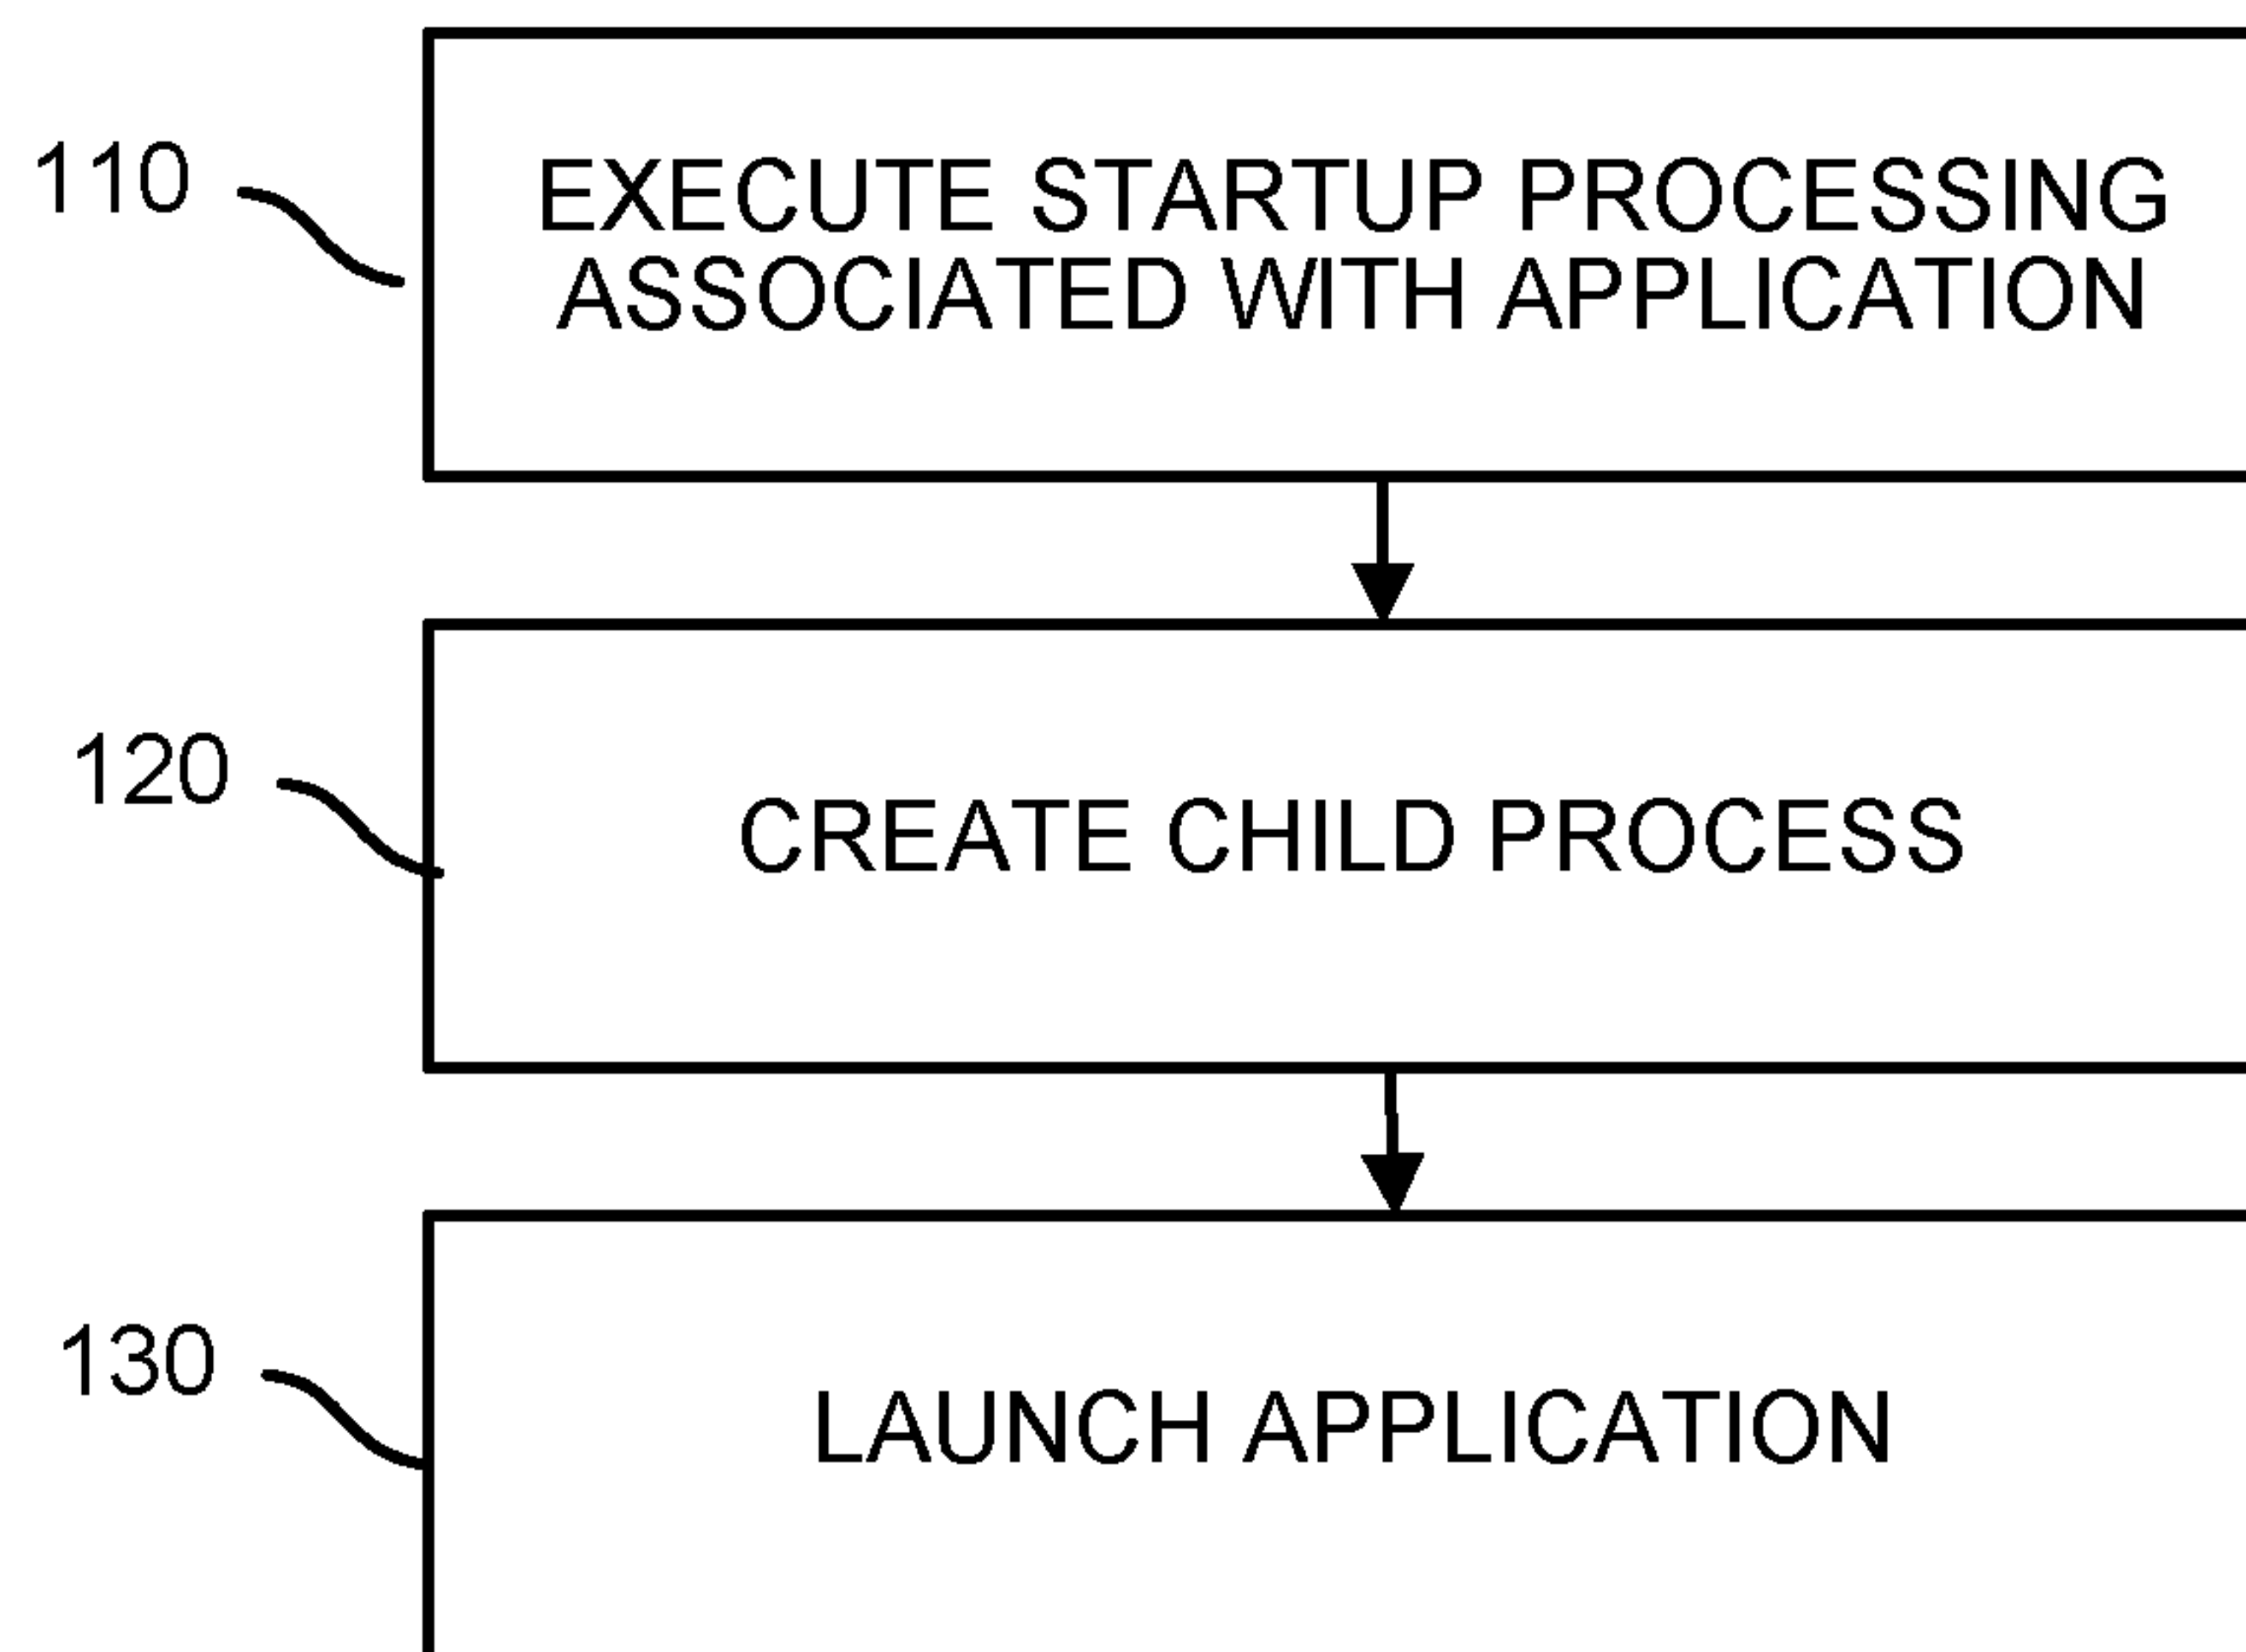 110
EXECUTE STARTUP PROCESSING
ASSOCIATED WITH APPLICATION
120
CREATE CHILD PROCESS
130
LAUNCH APPLICATION